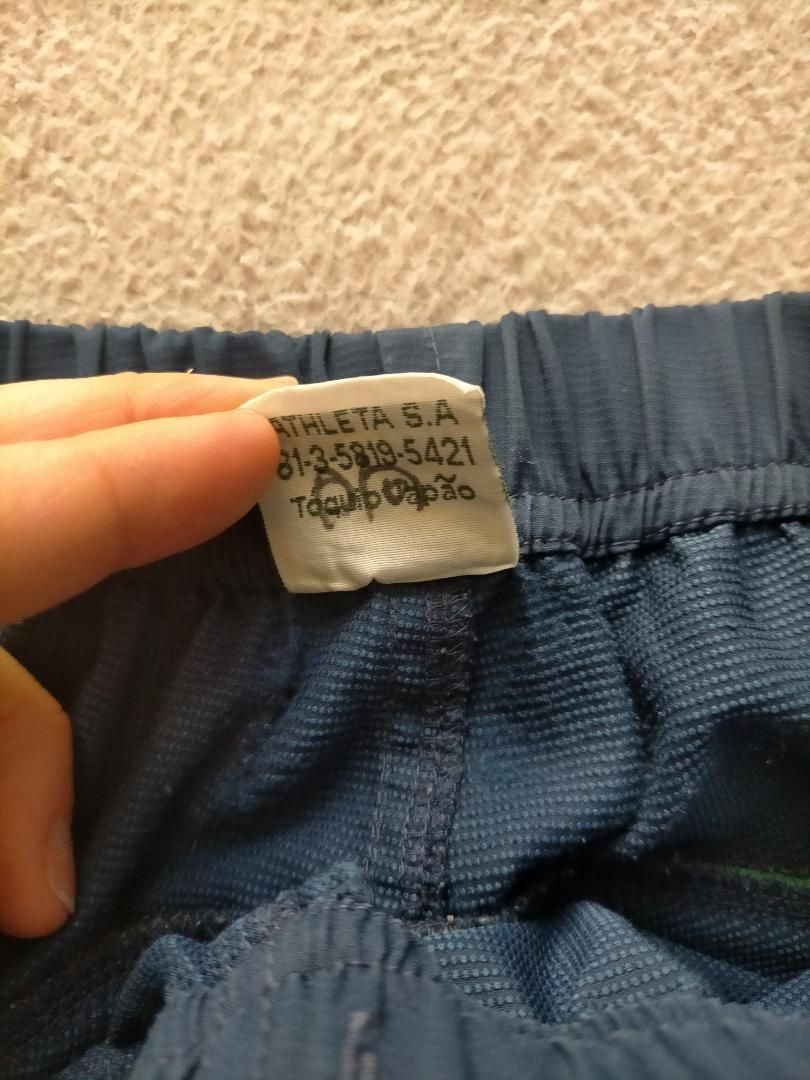 ATHLETA S.A
81-3-5819-5421
Toquio Japão